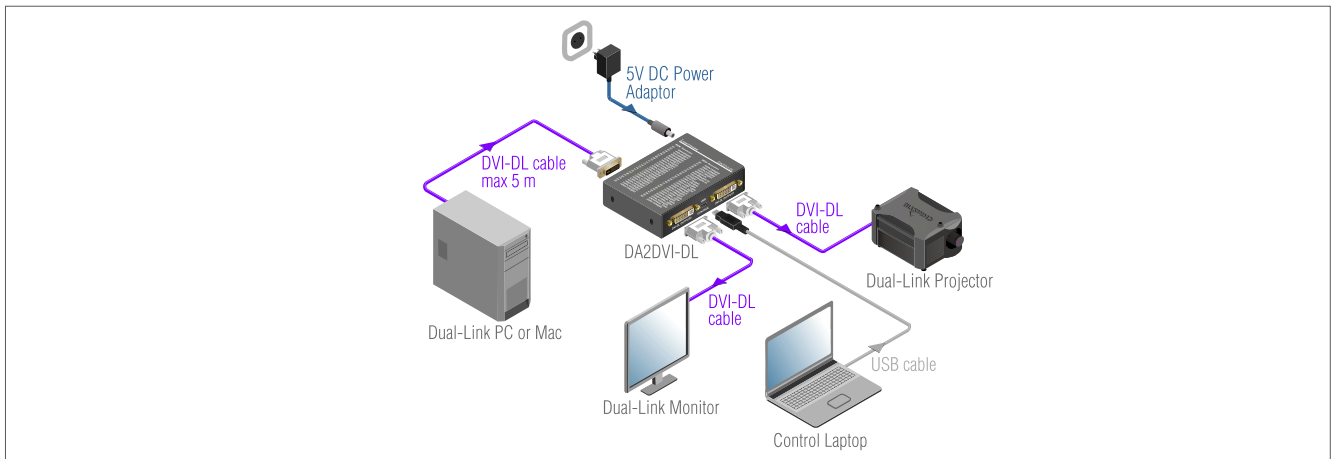 5V DC Power
Adaptor
DVI-DL cable
max 5 m
DVI-DL
cable
DA2DVI-DL
Dual-Link Projector
DVI-DL
cable
Dual-Link PC or Mac
USB cable
Dual-Link Monitor
Control Laptop